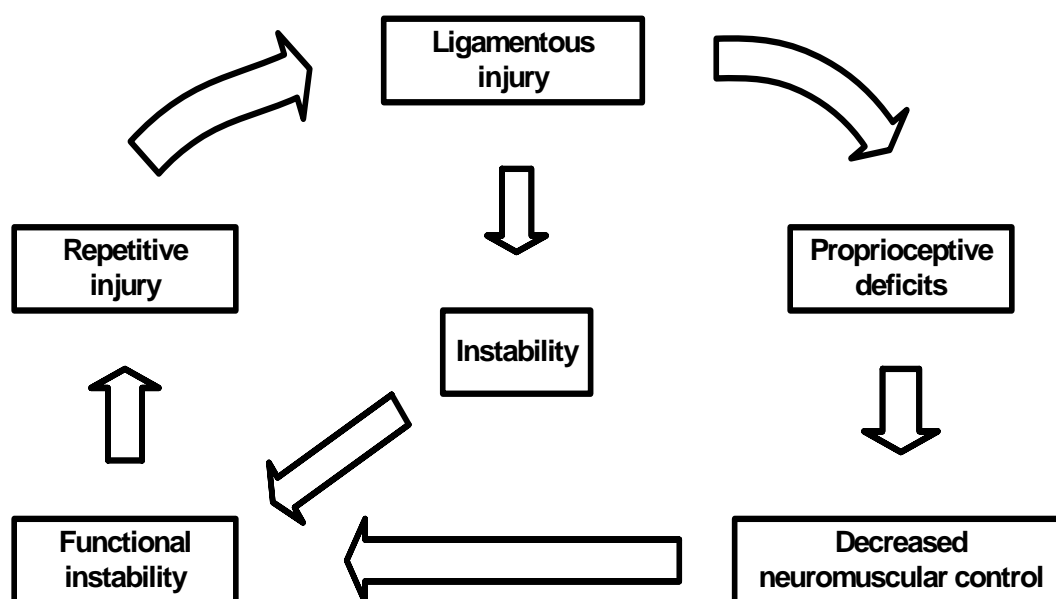 Ligamentous
injury
Repetitive
injury
Proprioceptive
deficits
Instability
Functional
instability
Decreased
neuromuscular control